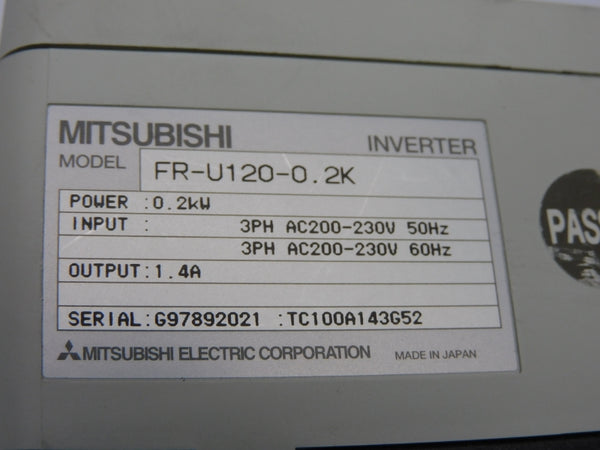 MITSUBISHI INVERTER
MODEL FR-U120-0.2K
POWER :0.2kW
INPUT : 3PH AC200-230V 50Hz
3PH AC200-230V 60Hz
OUTPUT:1.4A
SERIAL:G97892021 :TC100A143G52
MITSUBISHI ELECTRIC CORPORATION MADE IN JAPAN
PASS